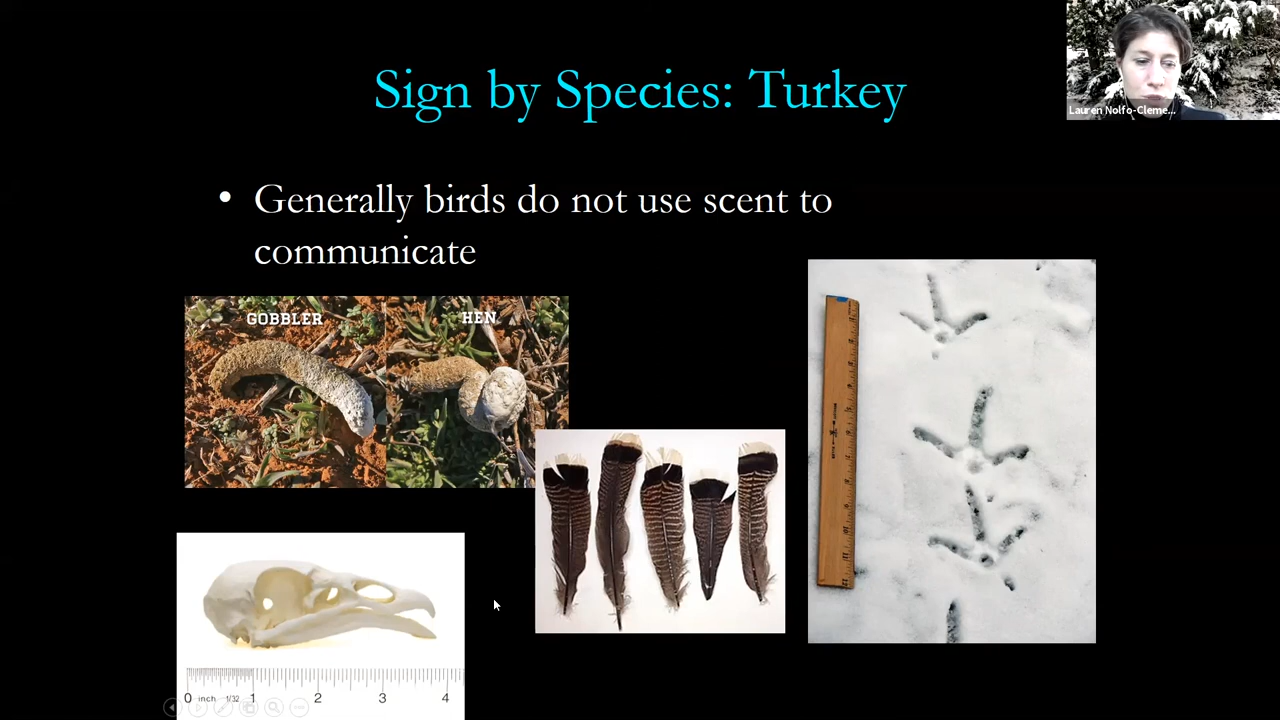 Sign by Species: Turkey
Lauren Nolfo-Cleme...
• Generally birds do not use scent to
communicate
GOBBLER
HEN
0 inch 1/32 1 2 3 4